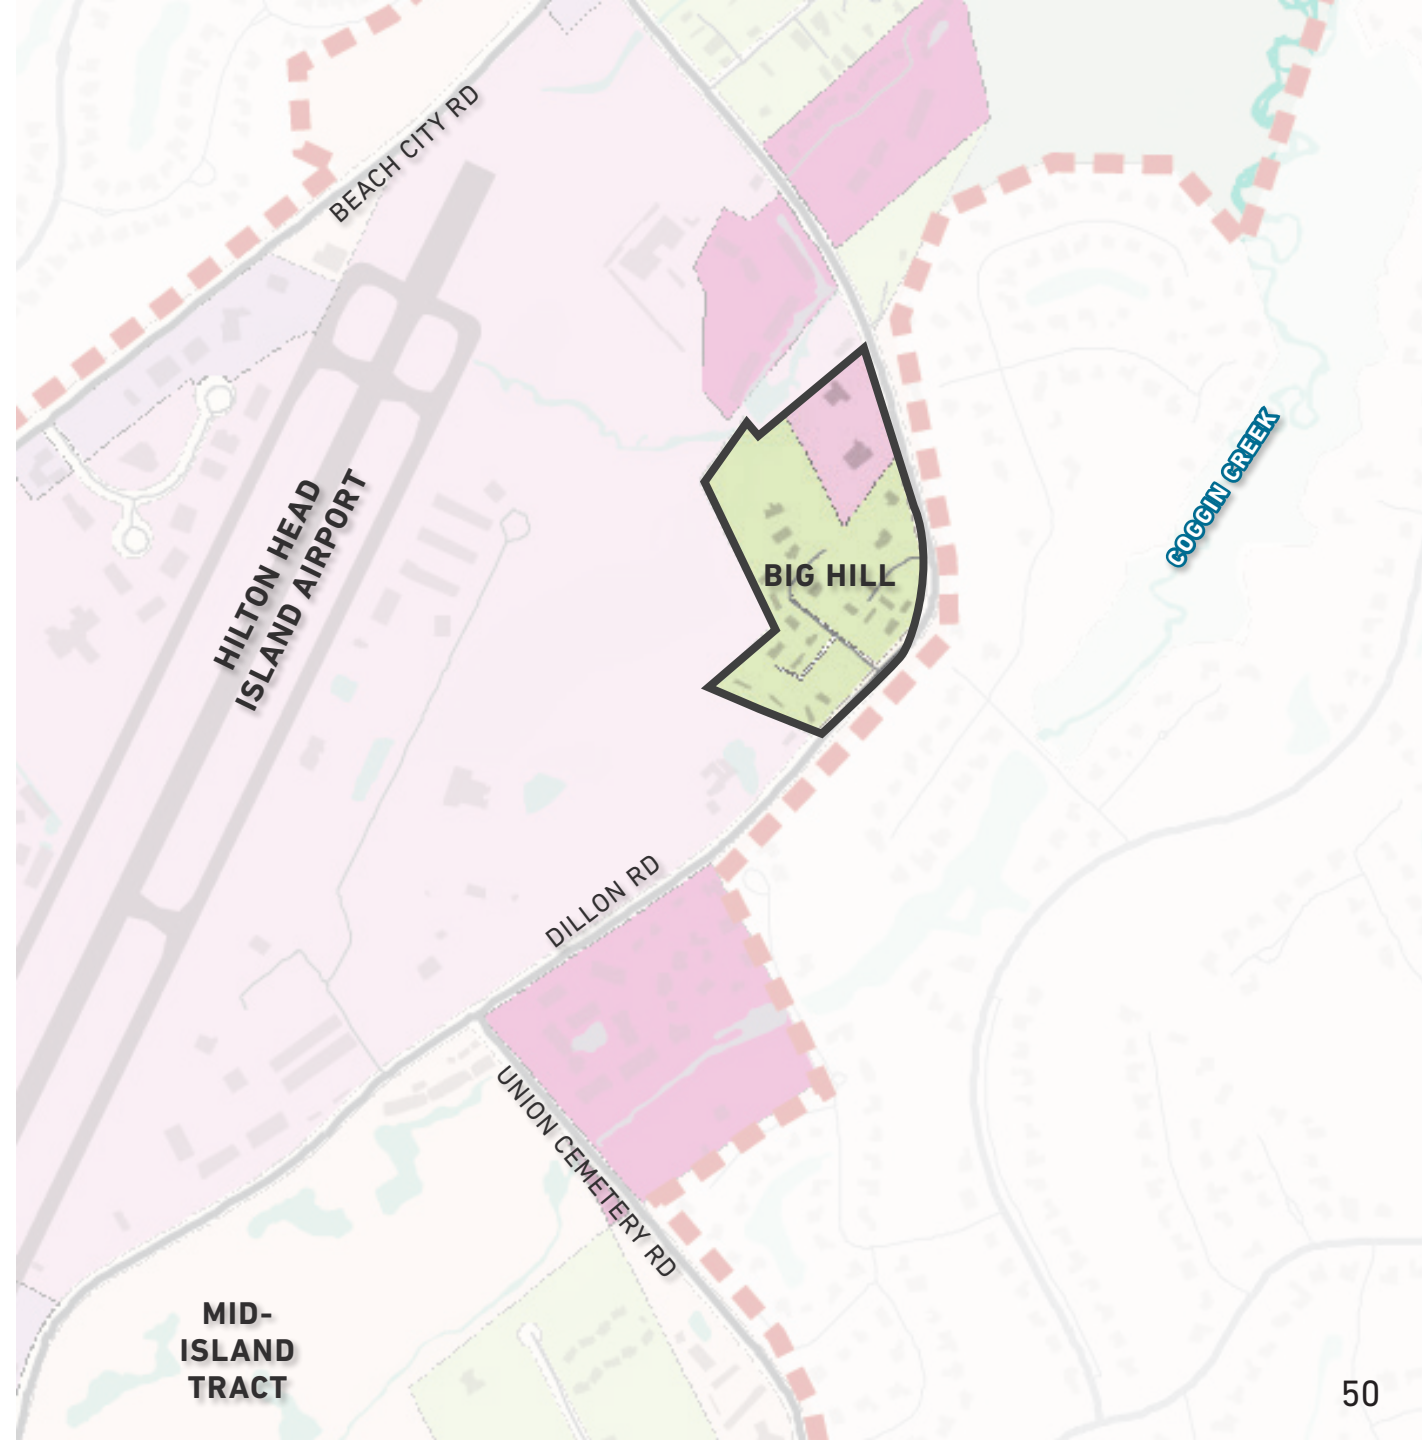 BEACH CITY RD
HILTON HEAD
ISLAND AIRPORT
COGGIN CREEK
BIG HILL
DILLON RD
UNION CEMETERY RD
MID-
ISLAND
TRACT
50